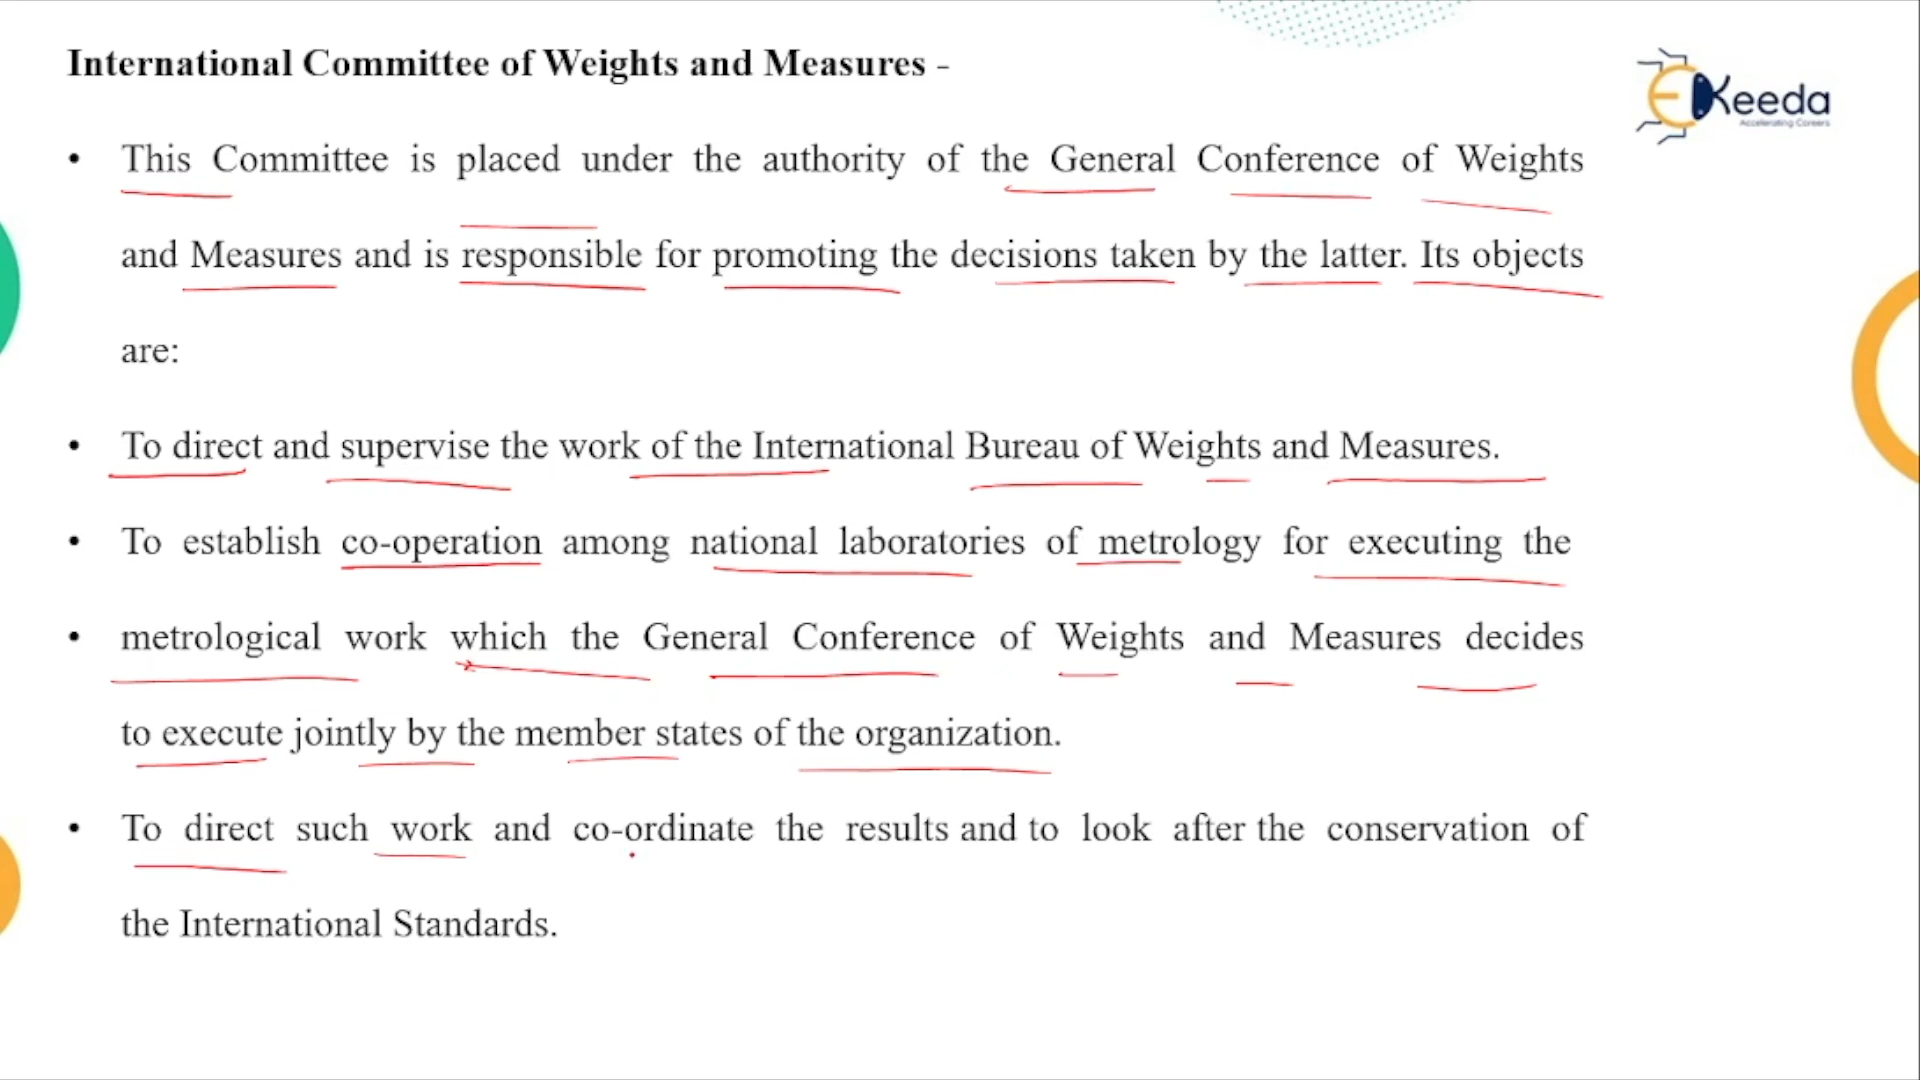 International Committee of Weights and Measures -
Keeda
Accelerating Careers
• This Committee is placed under the authority of the General Conference of Weights
and Measures and is responsible for promoting the decisions taken by the latter. Its objects
are:
• To direct and supervise the work of the International Bureau of Weights and Measures.
• To establish co-operation among national laboratories of metrology for executing the
• metrological work which the General Conference of Weights and Measures decides
to execute jointly by the member states of the organization.
• To direct such work and co-ordinate the results and to look after the conservation of
the International Standards.